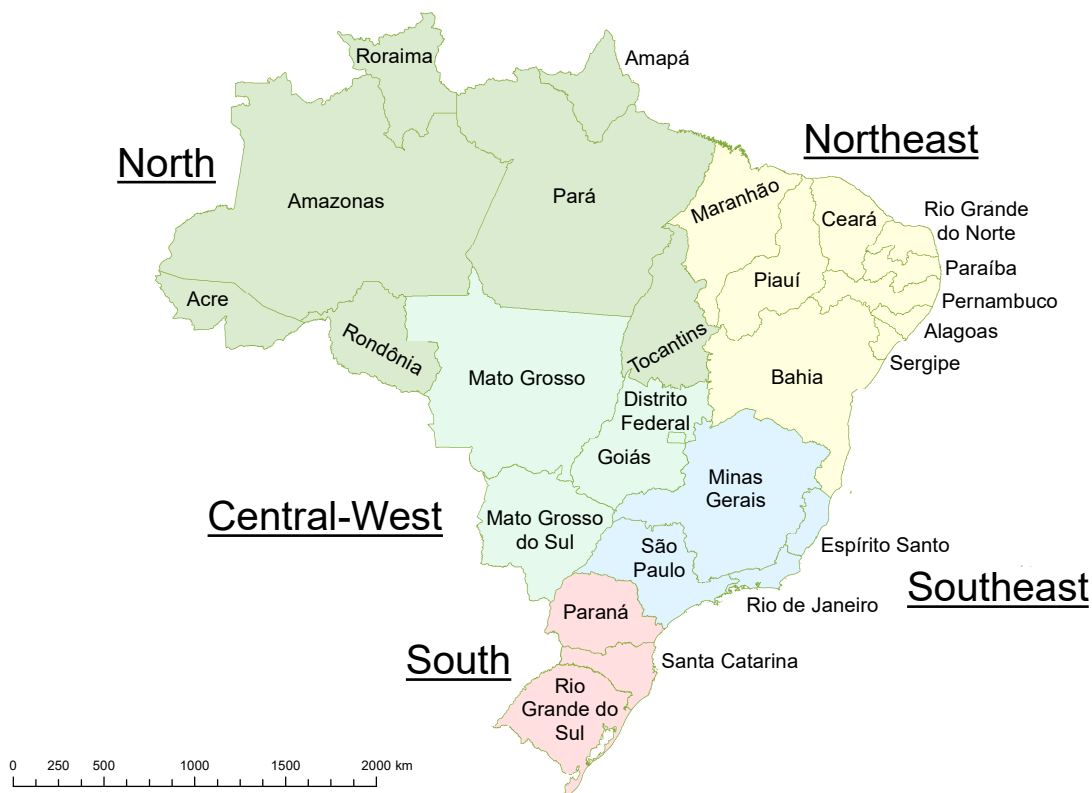 Roraima
Amapá
North
Northeast
Amazonas
Pará
Maranhão
Ceará
Rio Grande
do Norte
Paraíba
Piauí
Pernambuco
Acre
Rondônia
Tocantins
Alagoas
Sergipe
Mato Grosso
Bahia
Distrito
Federal
Goiás
Minas
Gerais
Central-West
Mato Grosso
do Sul
São
Paulo
Espírito Santo
Southeast
Rio de Janeiro
Paraná
South
Santa Catarina
Rio
Grande do
Sul
0 250 500 1000 1500 2000 km